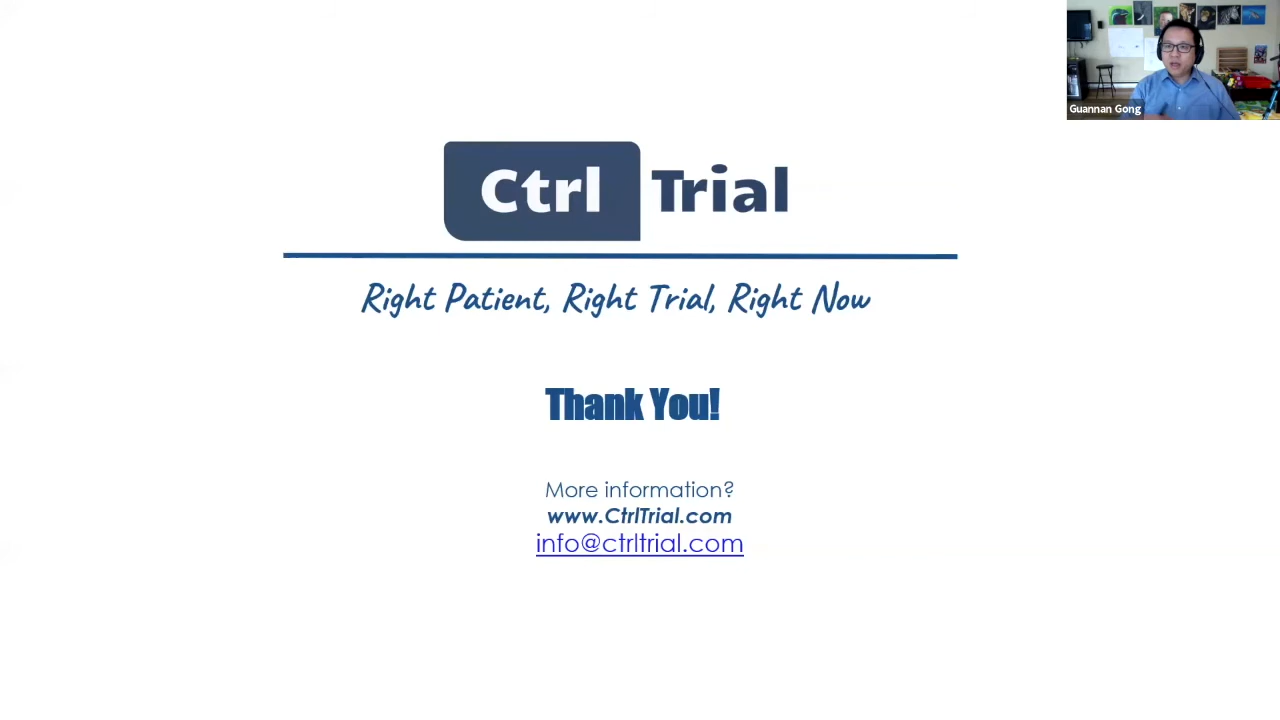 Guannan Gong
Ctrl Trial
Right Patient, Right Trial, Right Now
Thank You!
More information?
www.CtrlTrial.com
info@ctrltrial.com